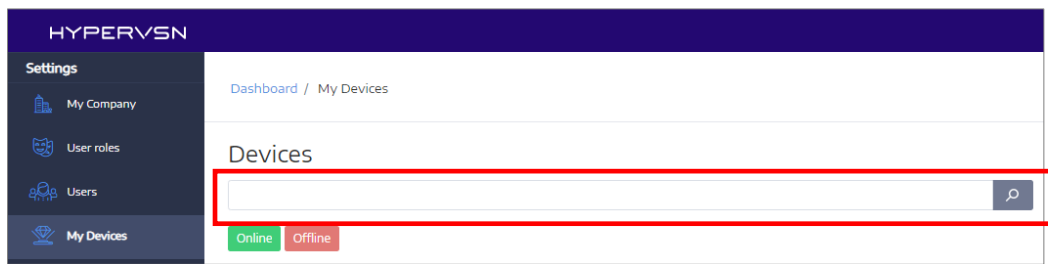 HYPERVSN
Settings
My Company
User roles
Users
My Devices
Dashboard / My Devices
Devices
Online Offline